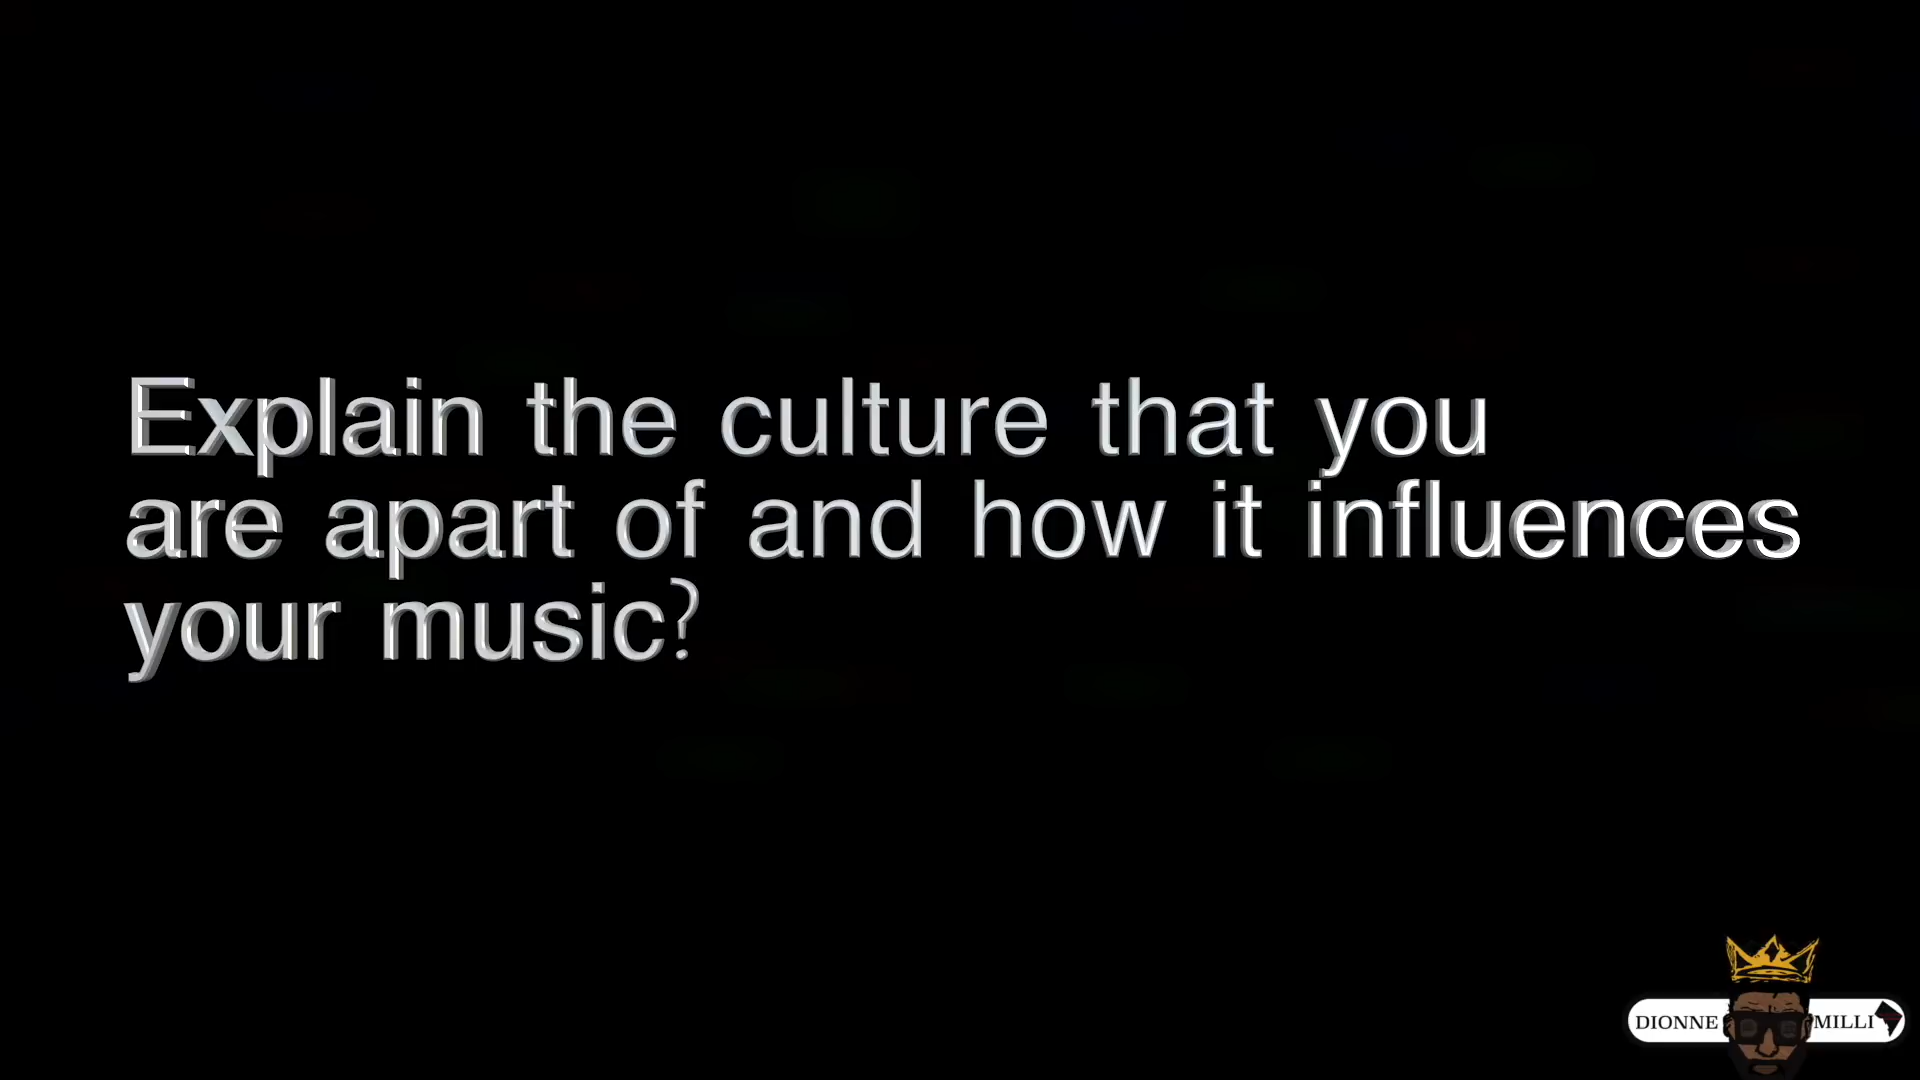 Explain the culture that you
are apart of and how it influences
your music?
DIONNE MILLI